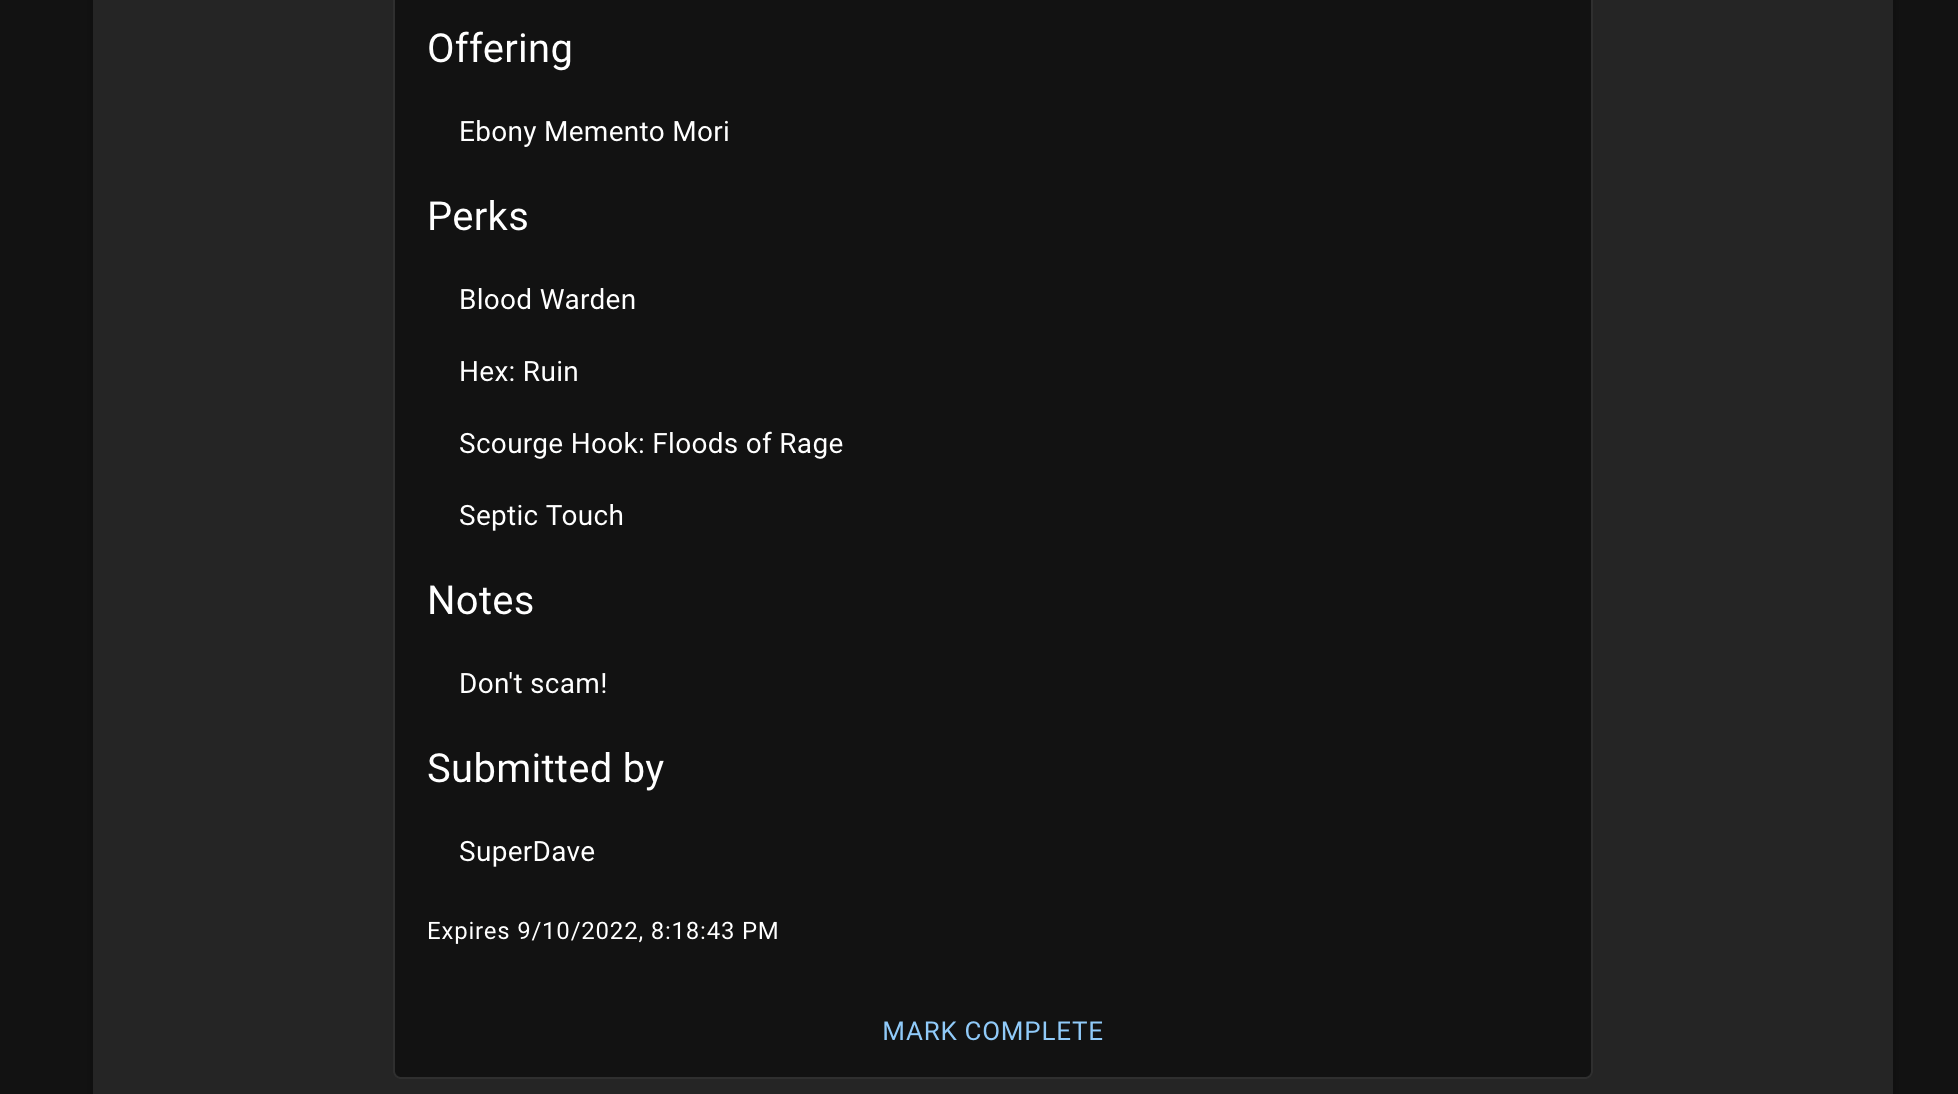 Offering
Ebony Memento Mori
Perks
Blood Warden
Hex: Ruin
Scourge Hook: Floods of Rage
Septic Touch
Notes
Don't scam!
Submitted by
SuperDave
Expires 9/10/2022, 8:18:43 PM
MARK COMPLETE